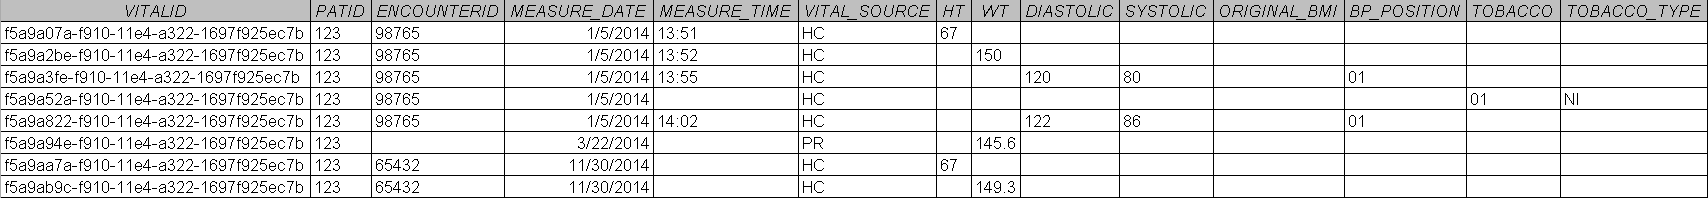 VITALID PATID ENCOUNTERID MEASURE_DATE MEASURE_TIME VITAL_SOURCE HT WT DIASTOLIC SYSTOLIC ORIGINAL_BMI BP_POSITION TOBACCO TOBACCO_TYPE
f5a9a07a-f910-11e4-a322-1697f925ec7b 123 98765 1/5/2014 13:51 HC 67
f5a9a2be-f910-11e4-a322-1697f925ec7b 123 98765 1/5/2014 13:52 HC 150
f5a9a3fe-f910-11e4-a322-1697f925ec7b 123 98765 1/5/2014 13:55 HC 120 80 01
f5a9a52a-f910-11e4-a322-1697f925ec7b 123 98765 1/5/2014 HC 01 NI
f5a9a822-f910-11e4-a322-1697f925ec7b 123 98765 1/5/2014 14:02 HC 122 86 01
f5a9a94e-f910-11e4-a322-1697f925ec7b 123 3/22/2014 PR 145.6
f5a9aa7a-f910-11e4-a322-1697f925ec7b 123 65432 11/30/2014 HC 67
f5a9ab9c-f910-11e4-a322-1697f925ec7b 123 65432 11/30/2014 HC 149.3